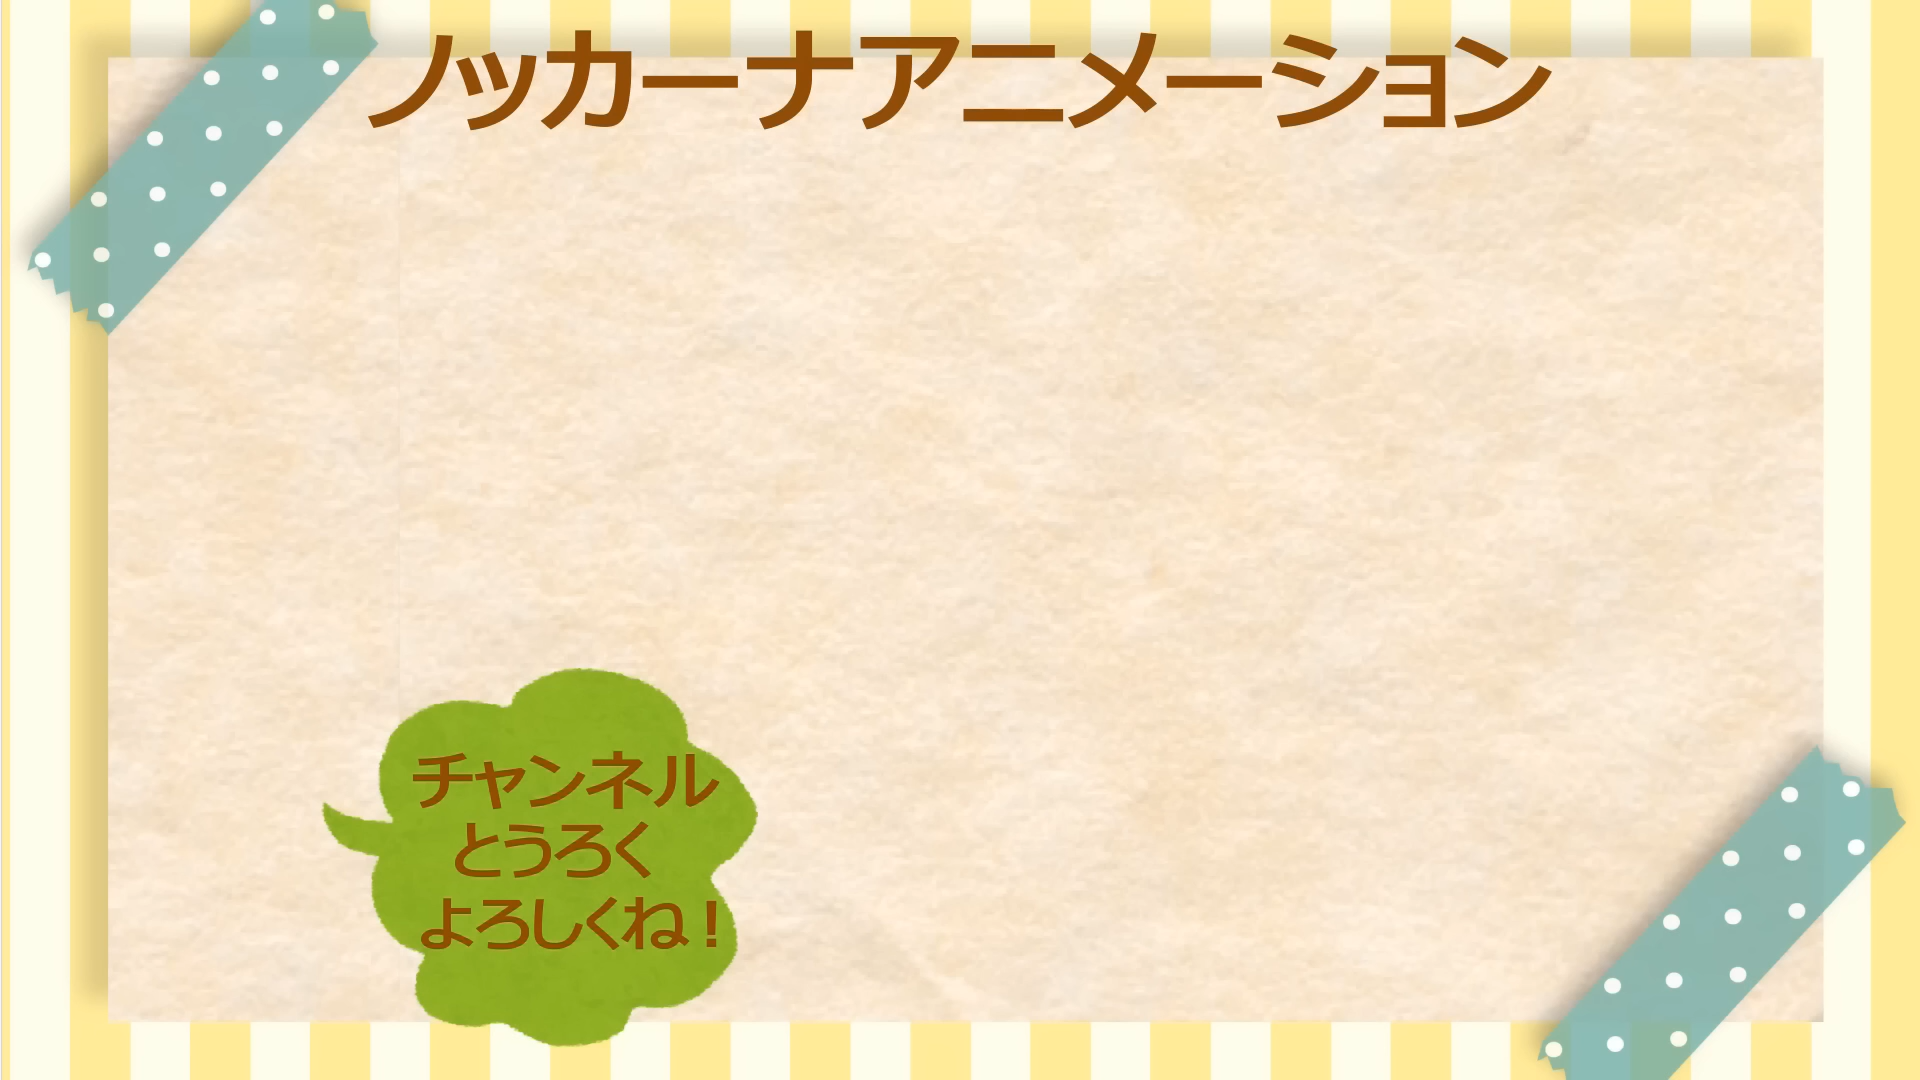 ノッカーナアニメーション
チャンネル
とうろく
よろしくね！